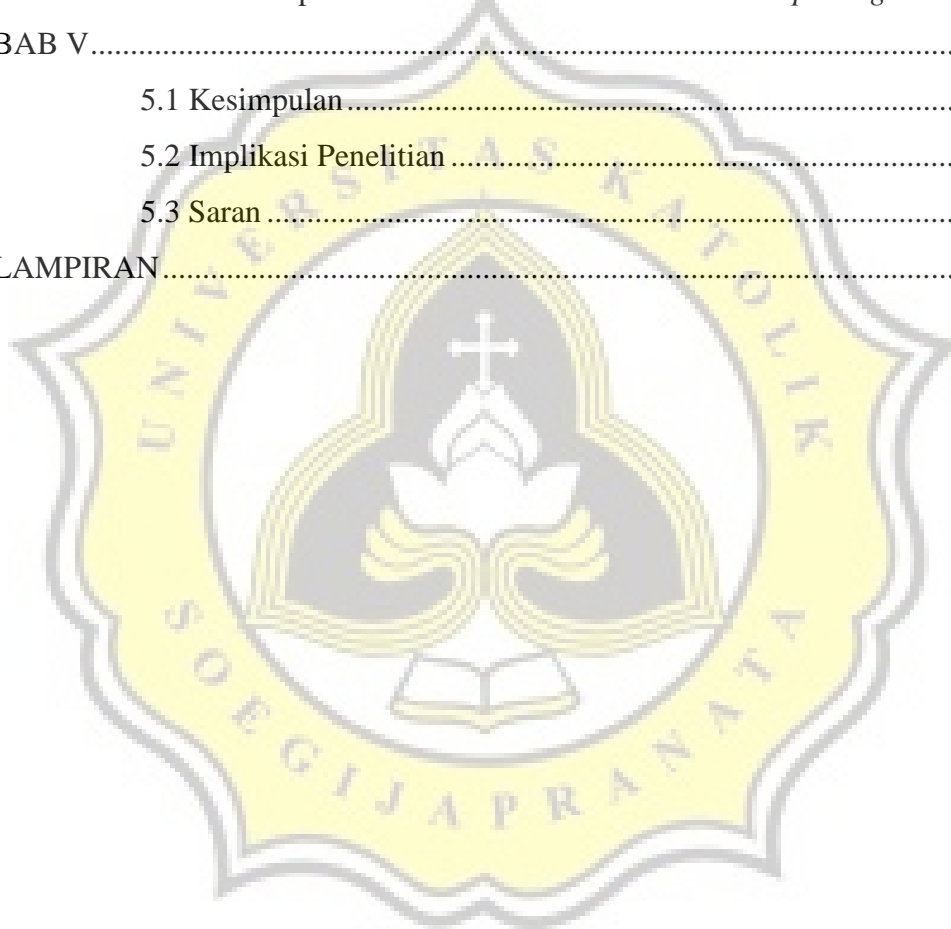 BAB V
5.1 Kesimpulan
5.2 Implikasi Penelitian
5.3 Saran
LAMPIRAN
UNIVERSITAS KATOLIK
SOEGIJAPRANATA